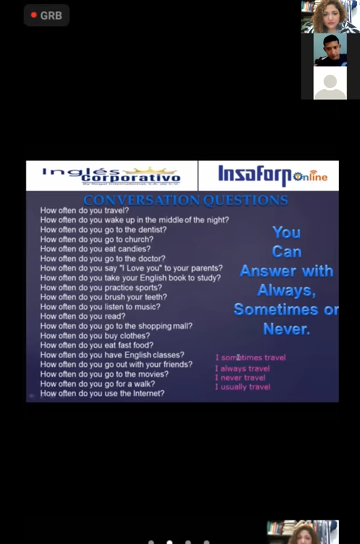 GRB
Inglés
Corporativo
Insaforp Online
CONVERSATION QUESTIONS
How often do you travel?
How often do you wake up in the middle of the night?
How often do you go to the dentist?
How often do you go to church?
How often do you eat candies?
How often do you go to the doctor?
How often do you say "I Love you" to your parents?
How often do you take your English book to study?
How often do you practice sports?
How often do you brush your teeth?
How often do you listen to music?
How often do you read?
How often do you go to the shopping mall?
How often do you buy clothes?
How often do you eat fast food?
How often do you have English classes?
How often do you go out with your friends?
How often do you go to the movies?
How often do you go for a walk?
How often do you use the Internet?
You
Can
Answer with
Always,
Sometimes or
Never.
I sometimes travel
I always travel
I never travel
I usually travel